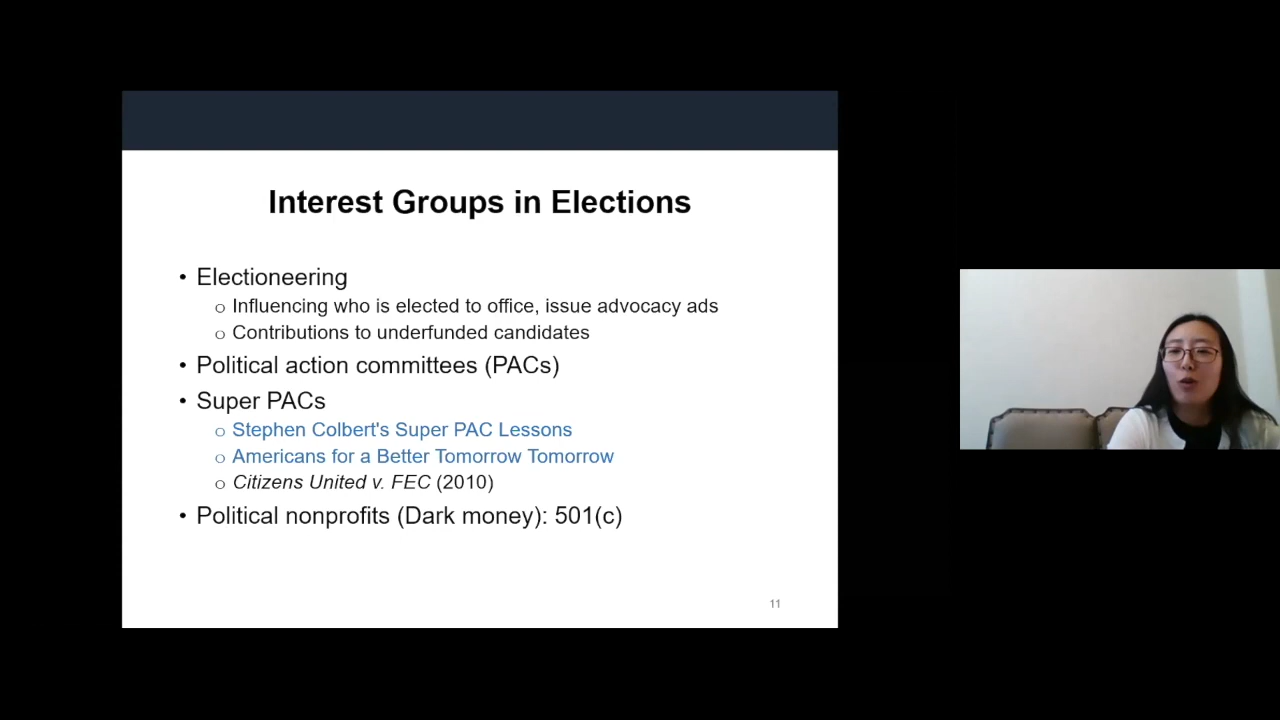 Interest Groups in Elections
• Electioneering
o Influencing who is elected to office, issue advocacy ads
o Contributions to underfunded candidates
• Political action committees (PACs)
• Super PACs
o Stephen Colbert's Super PAC Lessons
o Americans for a Better Tomorrow Tomorrow
o Citizens United v. FEC (2010)
• Political nonprofits (Dark money): 501(c)
11